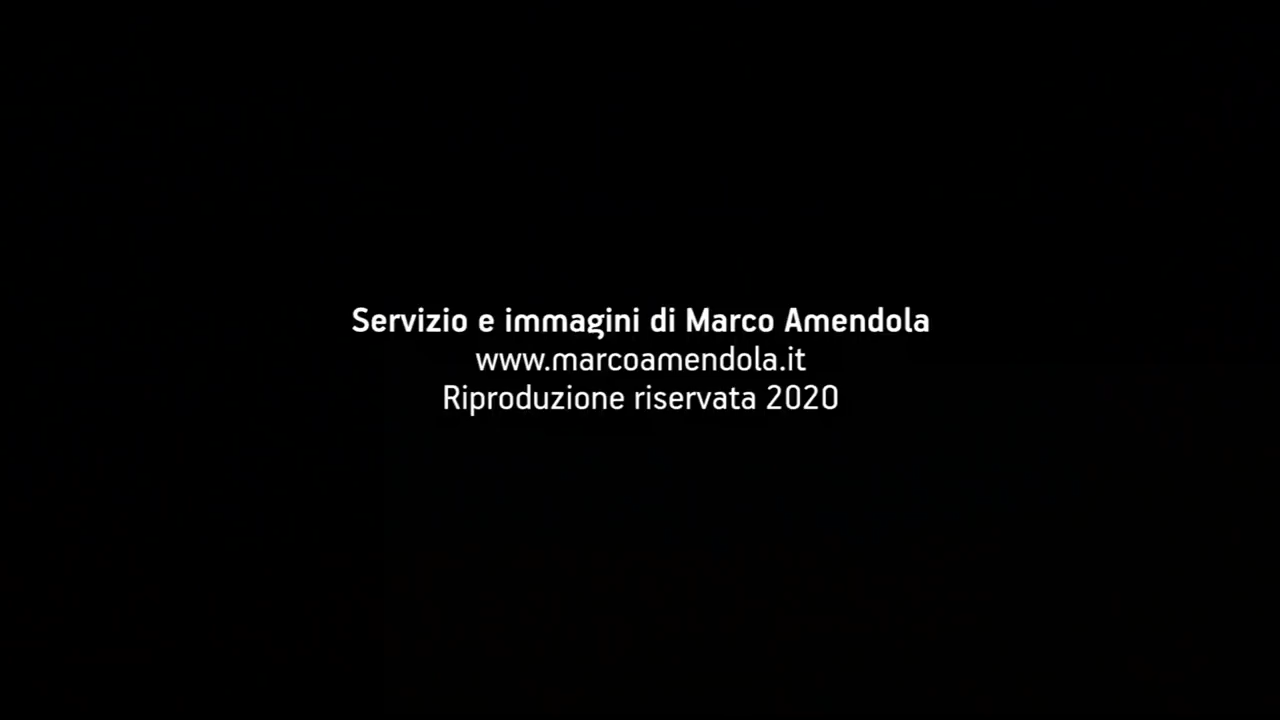 Servizio e immagini di Marco Amendola
www.marcoamendola.it
Riproduzione riservata 2020